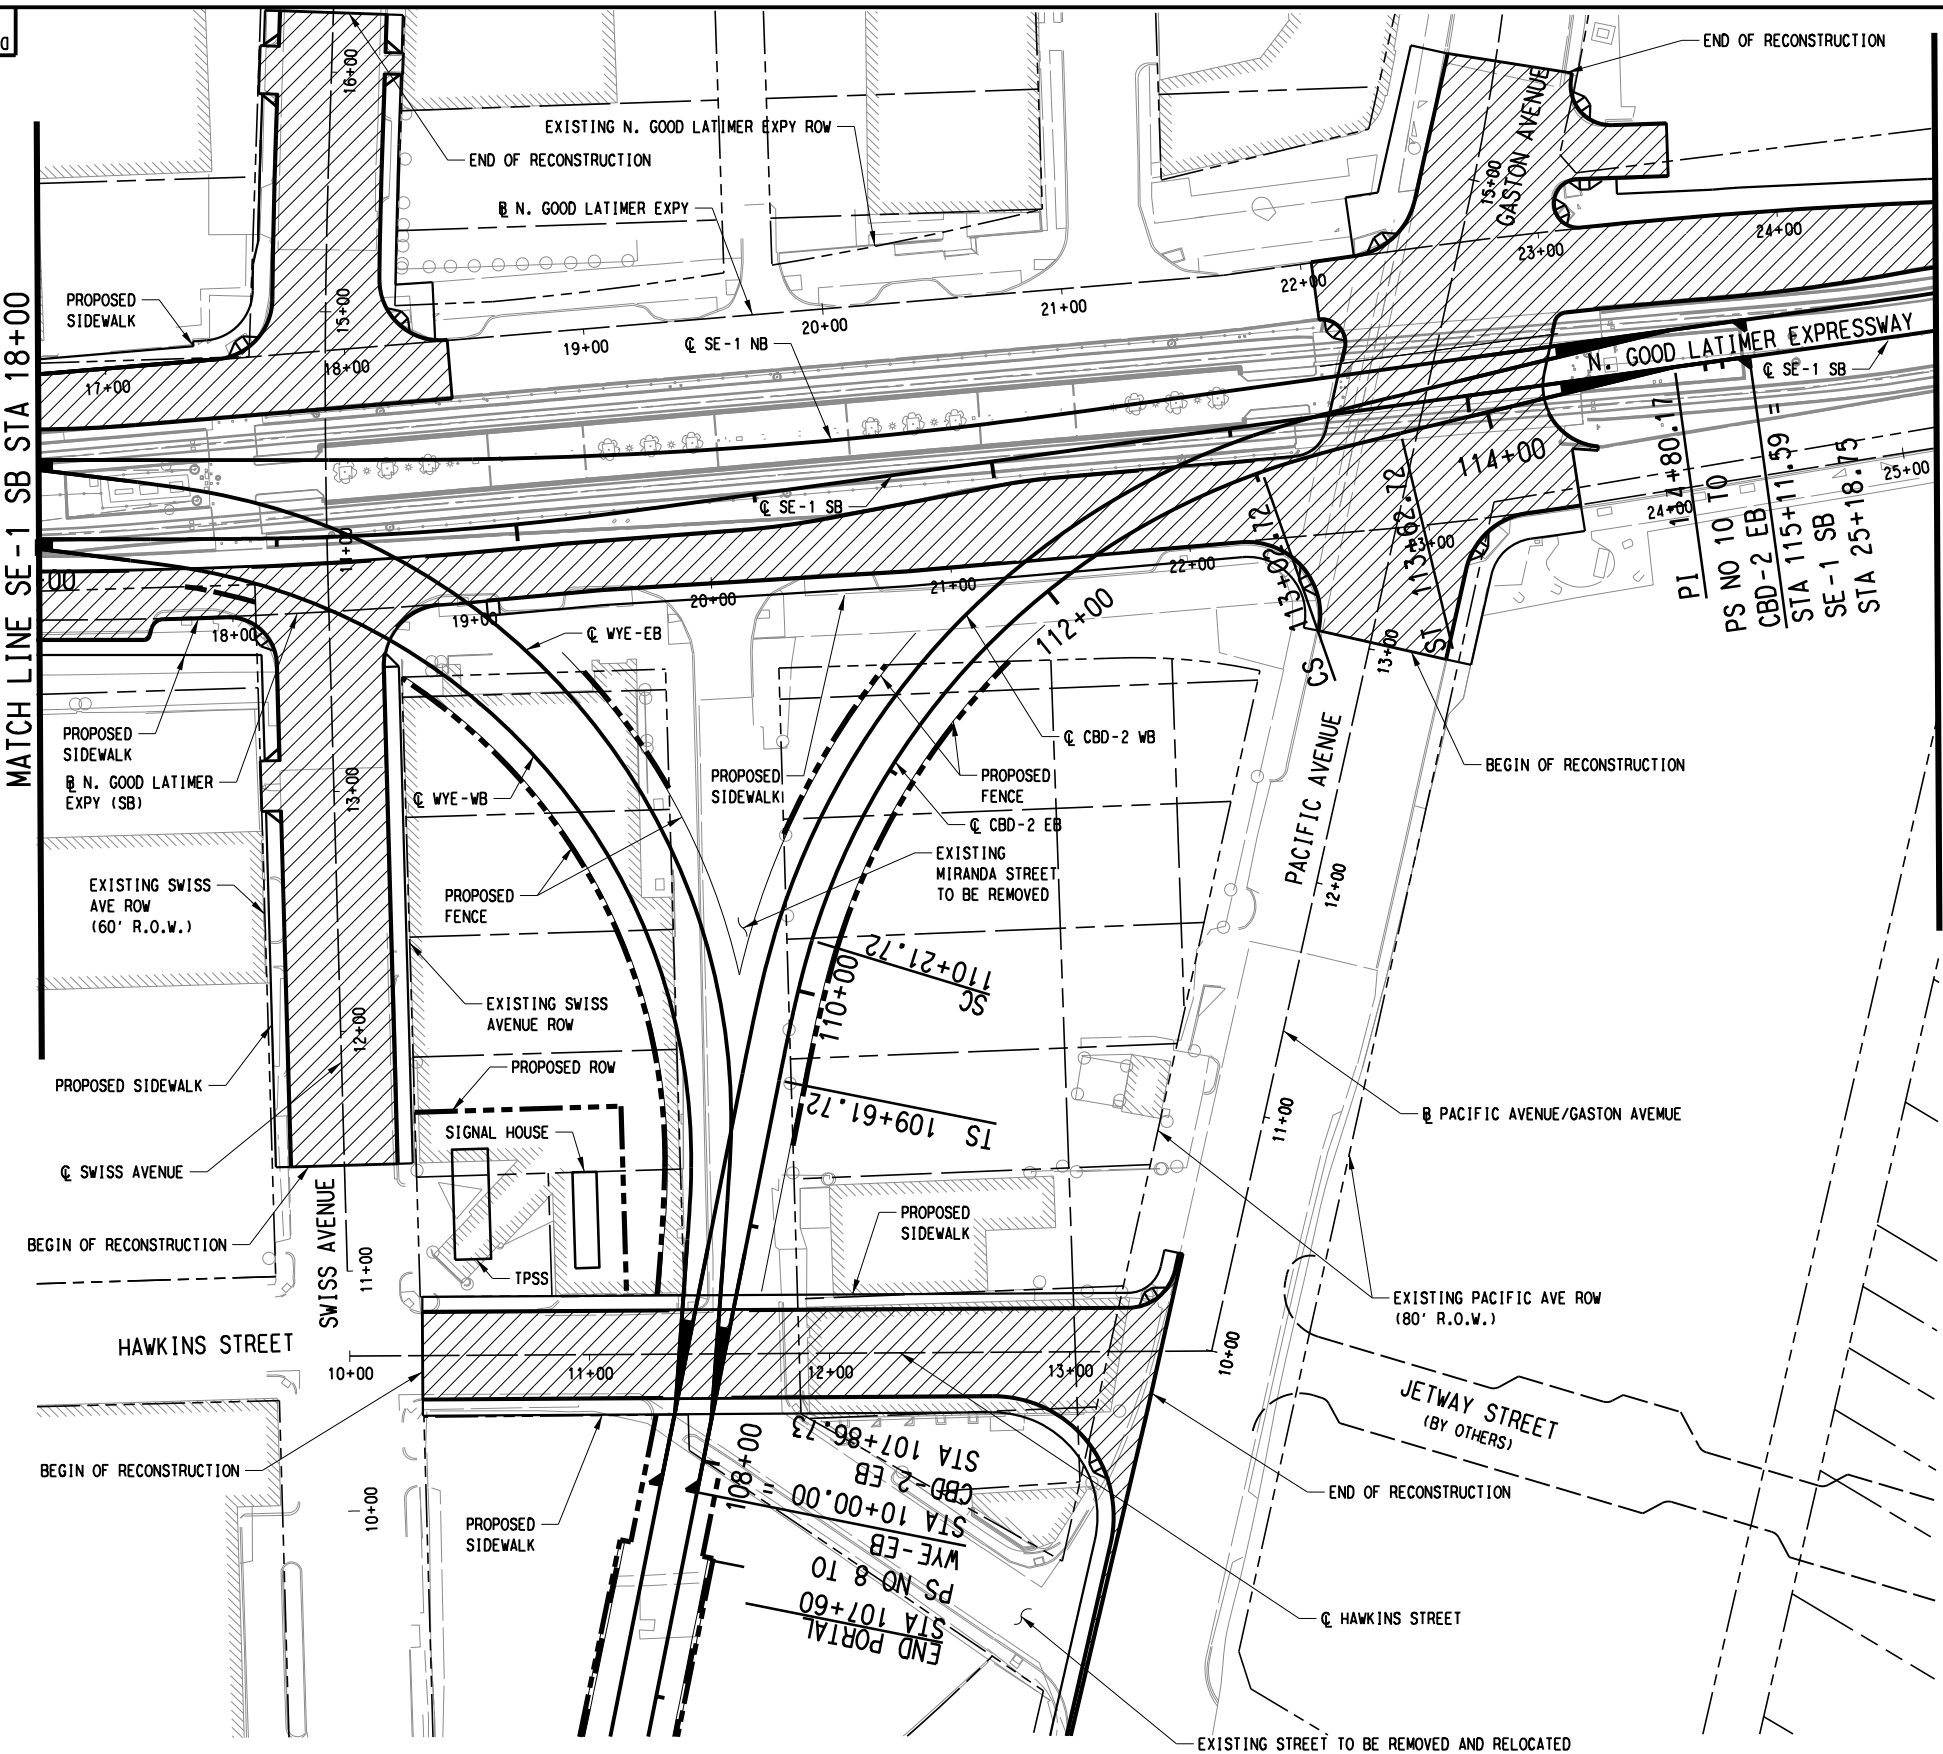 END OF RECONSTRUCTION
16+00
EXISTING N. GOOD LATIMER EXPY ROW
END OF RECONSTRUCTION
GASTON AVENUE
15+00
℄ N. GOOD LATIMER EXPY
24+00
23+00
22+00
21+00
20+00
19+00
18+00
17+00
15+00
PROPOSED
SIDEWALK
MATCH LINE SE-1 SB STA 18+00
℄ SE-1 NB
N. GOOD LATIMER EXPRESSWAY
℄ SE-1 SB
℄ SE-1 SB
114+00
113+62.72
ST
113+02.72
CS
PI
114+80.17
PS NO 10 TO
CBD-2 EB
STA 115+11.59 =
SE-1 SB
STA 25+18.75
25+00
24+00
23+00
22+00
21+00
20+00
19+00
18+00
11+00
00
℄ WYE-EB
112+00
13+00
PROPOSED
SIDEWALK
B N. GOOD LATIMER
EXPY (SB)
13+00
℄ WYE-WB
PROPOSED
SIDEWALK
℄ CBD-2 WB
PROPOSED
FENCE
℄ CBD-2 EB
PACIFIC AVENUE
BEGIN OF RECONSTRUCTION
EXISTING
MIRANDA STREET
TO BE REMOVED
12+00
EXISTING SWISS
AVE ROW
(60' R.O.W.)
PROPOSED
FENCE
SC
110+21.72
110+00
EXISTING SWISS
AVENUE ROW
12+00
PROPOSED SIDEWALK
PROPOSED ROW
TS 109+61.72
11+00
B PACIFIC AVENUE/GASTON AVEMUE
SIGNAL HOUSE
℄ SWISS AVENUE
PROPOSED
SIDEWALK
BEGIN OF RECONSTRUCTION
SWISS AVENUE
11+00
TPSS
EXISTING PACIFIC AVE ROW
(80' R.O.W.)
HAWKINS STREET
10+00
11+00
12+00
13+00
10+00
JETWAY STREET
(BY OTHERS)
BEGIN OF RECONSTRUCTION
END OF RECONSTRUCTION
10+00
PROPOSED
SIDEWALK
108+00
END PORTAL
STA 107+60
PS NO 8 TO
WYE-EB
STA 10+00.00 =
CBD-2 EB
STA 107+86.73
℄ HAWKINS STREET
EXISTING STREET TO BE REMOVED AND RELOCATED